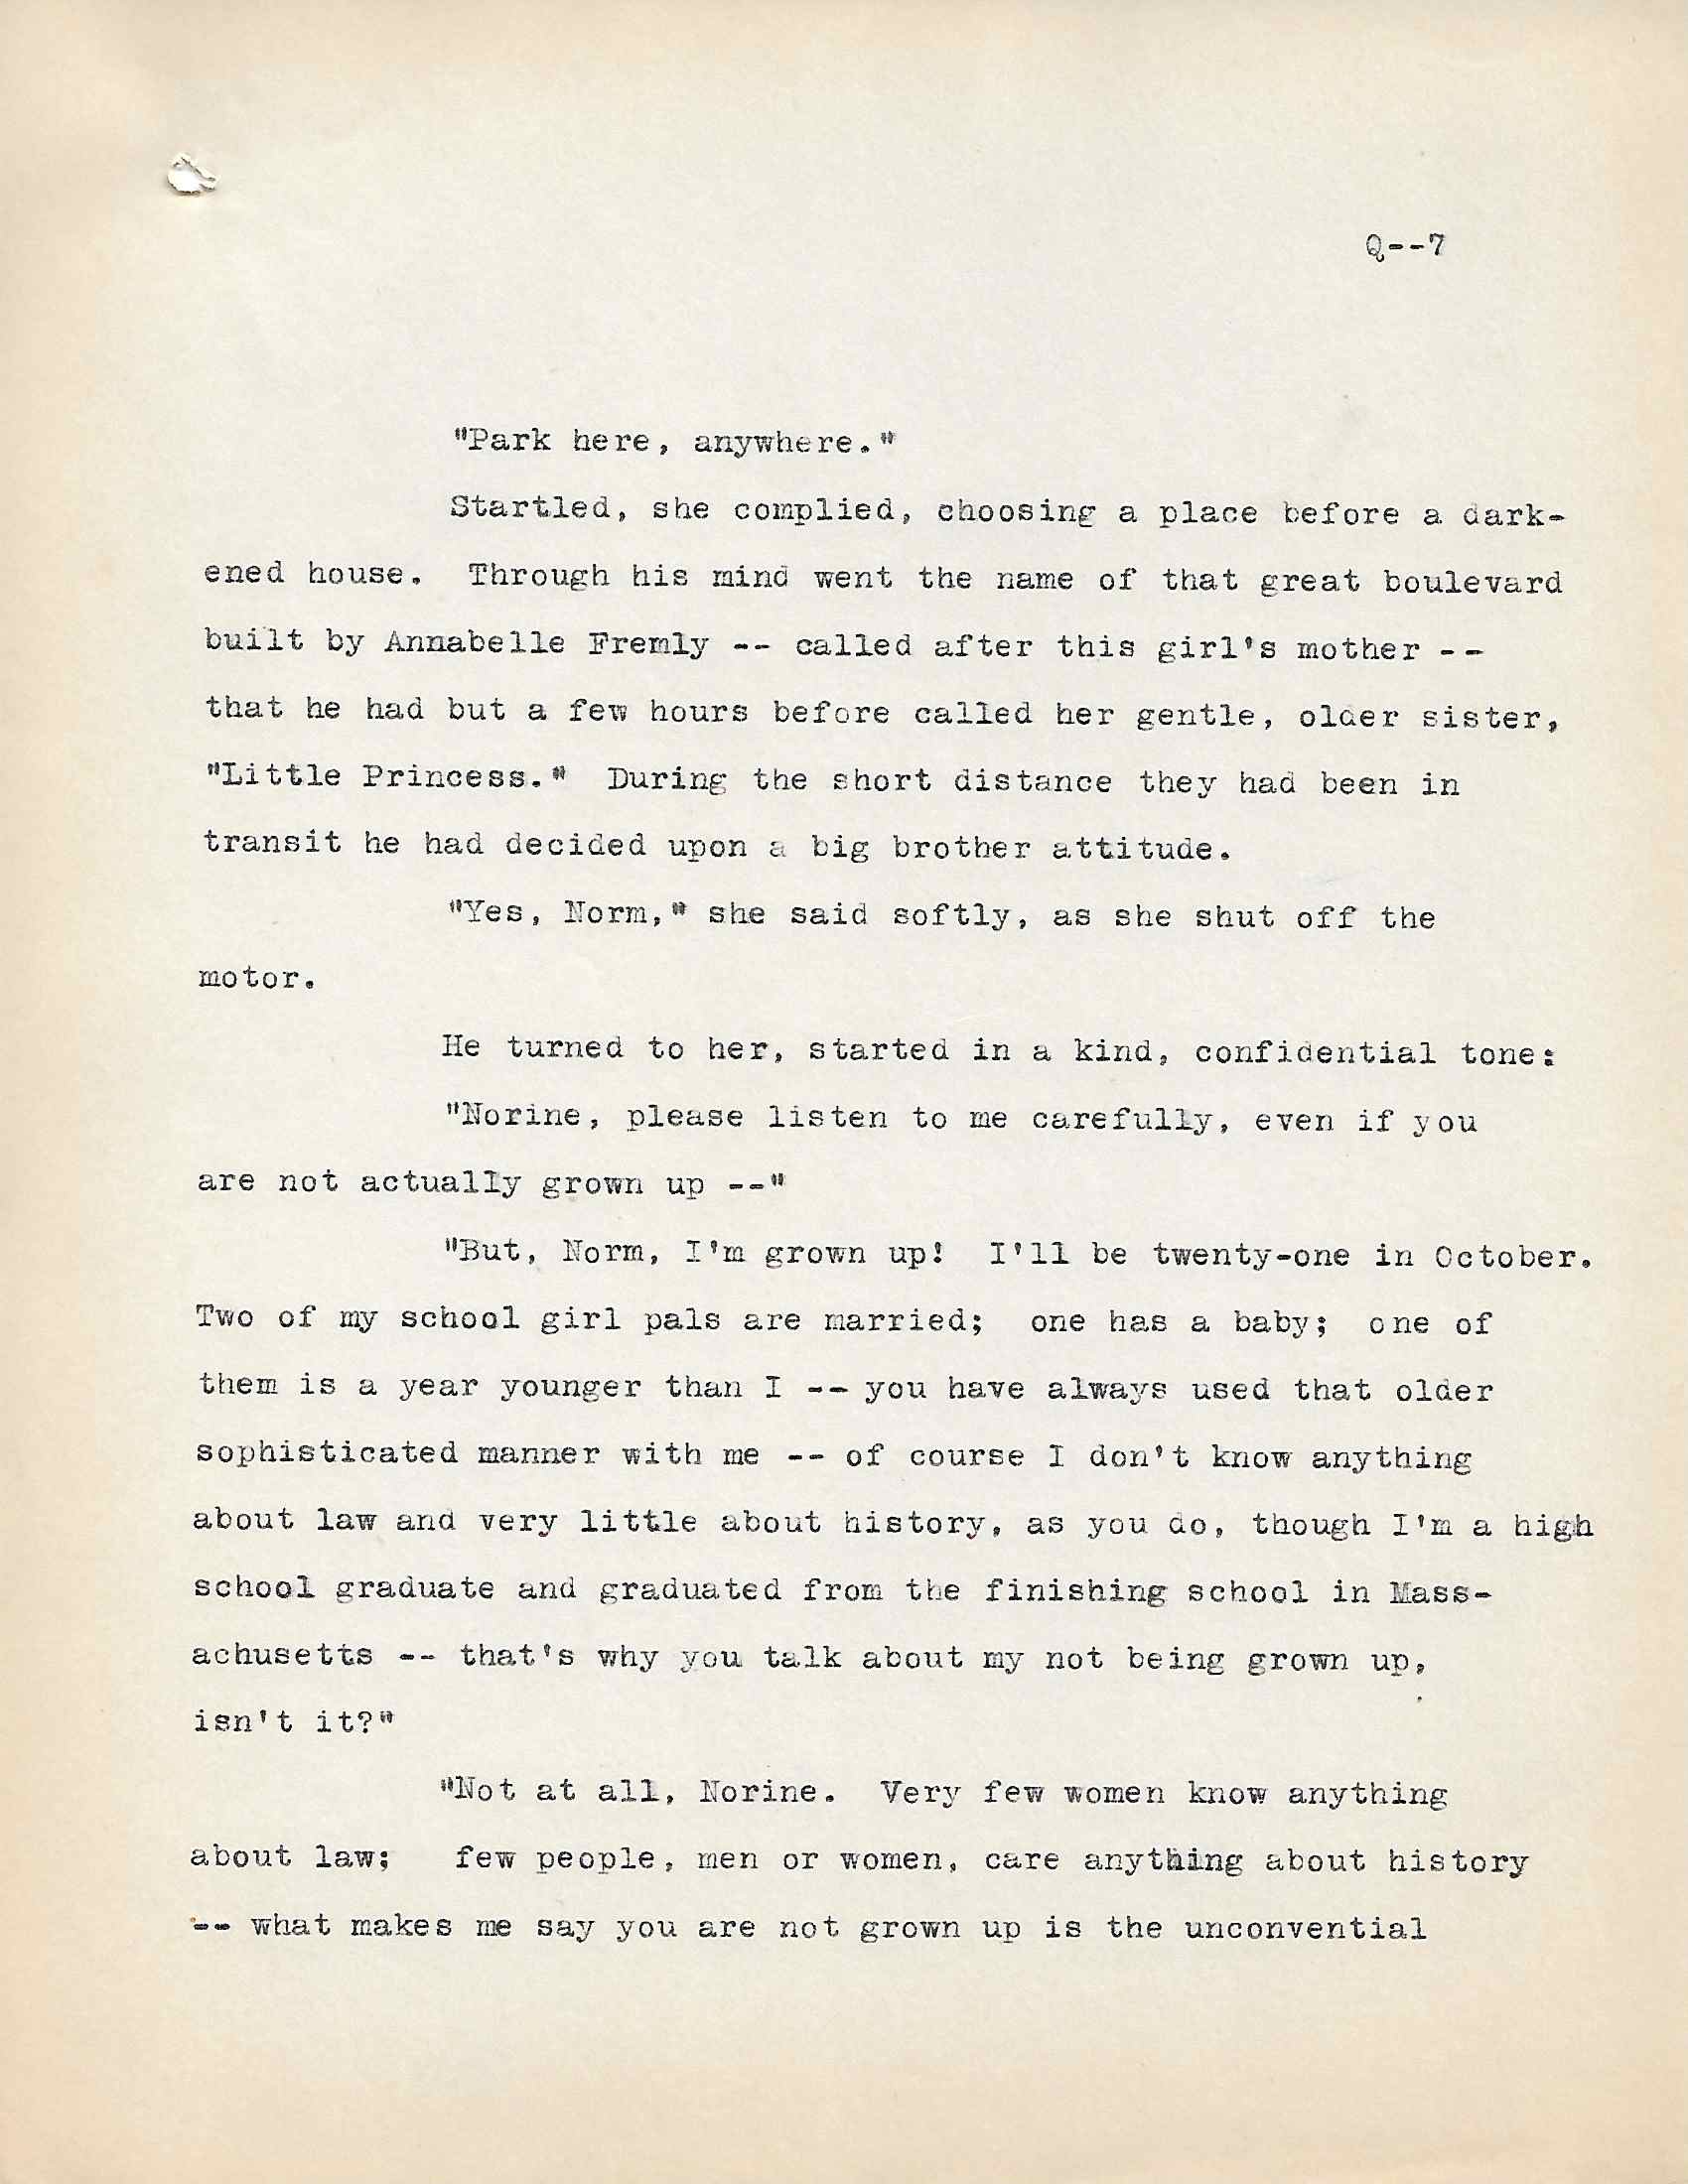 Q--7
"Park here, anywhere."
Startled, she complied, choosing a place before a dark-
ened house.  Through his mind went the name of that great boulevard
built by Annabelle Fremly -- called after this girl's mother --
that he had but a few hours before called her gentle, older sister,
"Little Princess."  During the short distance they had been in
transit he had decided upon a big brother attitude.
"Yes, Norm," she said softly, as she shut off the
motor.
He turned to her, started in a kind, confidential tone:
"Norine, please listen to me carefully, even if you
are not actually grown up --"
"But, Norm, I'm grown up!  I'll be twenty-one in October.
Two of my school girl pals are married;  one has a baby;  one of
them is a year younger than I -- you have always used that older
sophisticated manner with me -- of course I don't know anything
about law and very little about history, as you do, though I'm a high
school graduate and graduated from the finishing school in Mass-
achusetts -- that's why you talk about my not being grown up,
isn't it?"
"Not at all, Norine.  Very few women know anything
about law;   few people, men or women, care anything about history
-- what makes me say you are not grown up is the unconvential